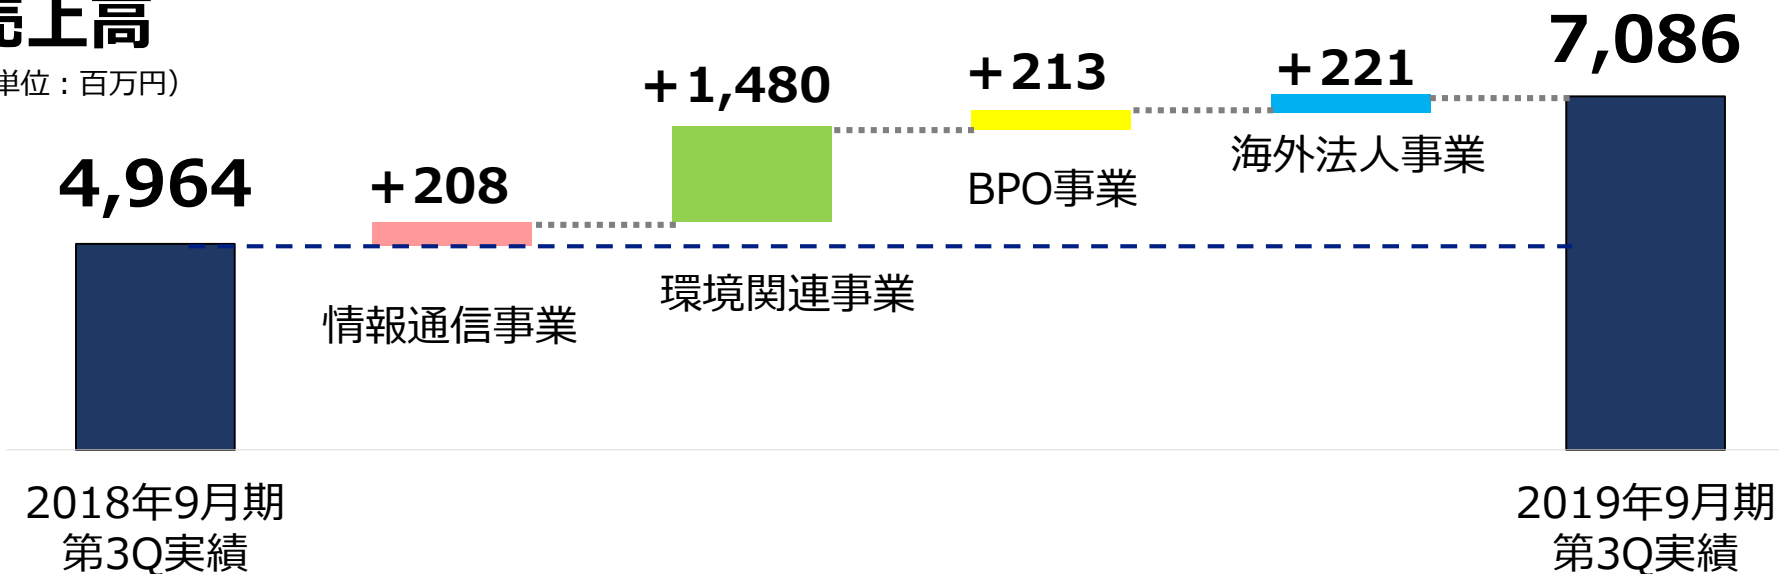 売上高
単位：百万円）
4,964
+208
+1,480
+213
+221
7,086
情報通信事業
環境関連事業
BPO事業
海外法人事業
2018年9月期
第3Q実績
2019年9月期
第3Q実績